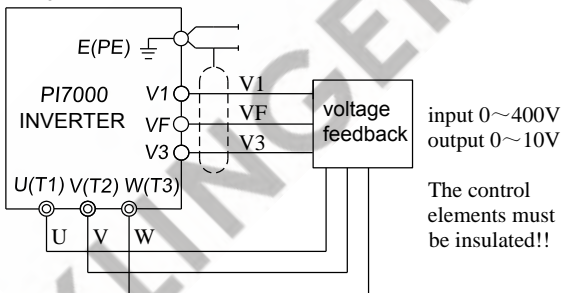 E(PE)
PI7000
INVERTER
V1
VF
V3
U(T1) V(T2) W(T3)
V1
VF
V3
U V W
voltage
feedback
input 0～400V
output 0～10V
The control
elements must
be insulated!!